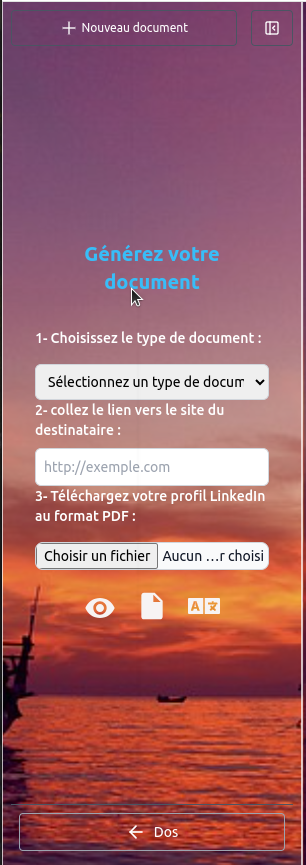 Nouveau document
Générez votre
document
1- Choisissez le type de document :
Sélectionnez un type de docum
2- collez le lien vers le site du
destinataire :
http://exemple.com
3- Téléchargez votre profil LinkedIn
au format PDF :
Choisir un fichier Aucun …r choisi
A
Dos